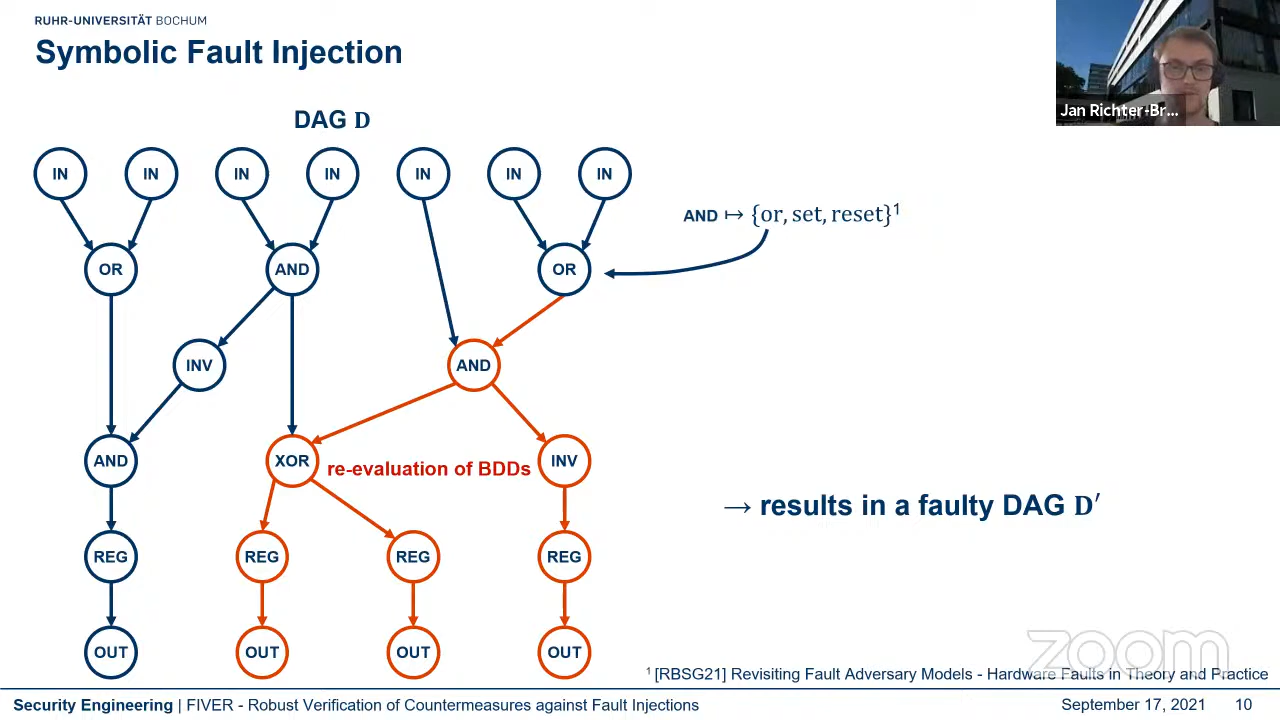 RUHR-UNIVERSITÄT BOCHUM
Symbolic Fault Injection
Jan Richter-Br...
DAG D
IN IN IN IN IN IN IN
AND ↦ {or, set, reset}¹
OR AND OR
INV AND
AND XOR re-evaluation of BDDs INV
→ results in a faulty DAG D′
REG REG REG REG
OUT OUT OUT OUT
zoom
¹ [RBSG21] Revisiting Fault Adversary Models - Hardware Faults in Theory and Practice
Security Engineering | FIVER - Robust Verification of Countermeasures against Fault Injections September 17, 2021 10